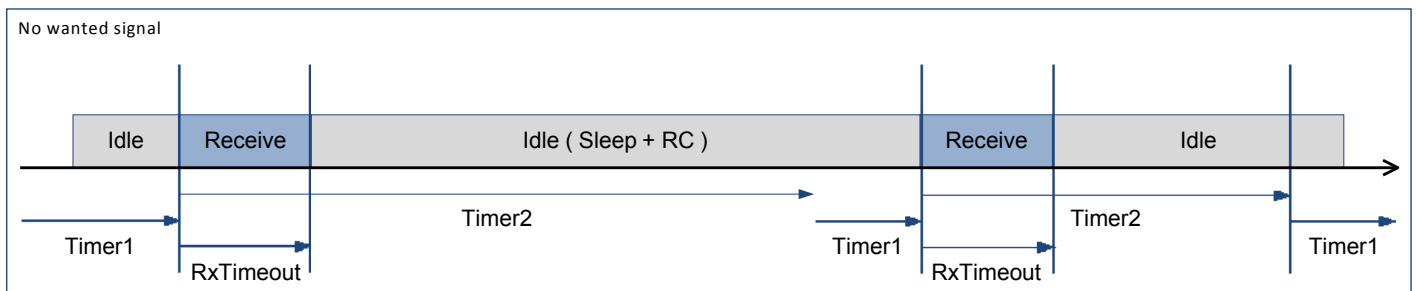 No wanted signal
Idle
Receive
Idle ( Sleep + RC )
Receive
Idle
Timer2
Timer2
Timer1
Timer1
Timer1
RxTimeout
RxTimeout